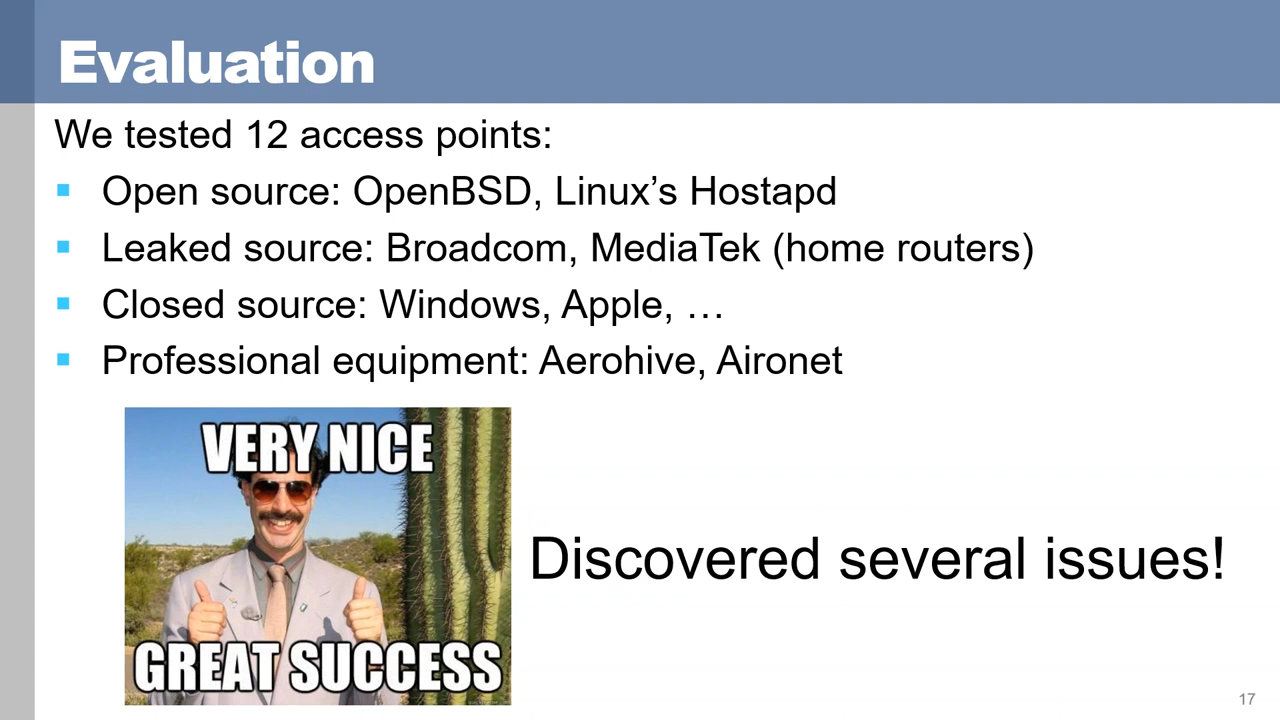 Evaluation
We tested 12 access points:
▪ Open source: OpenBSD, Linux’s Hostapd
▪ Leaked source: Broadcom, MediaTek (home routers)
▪ Closed source: Windows, Apple, …
▪ Professional equipment: Aerohive, Aironet
VERY NICE
GREAT SUCCESS
Discovered several issues!
17